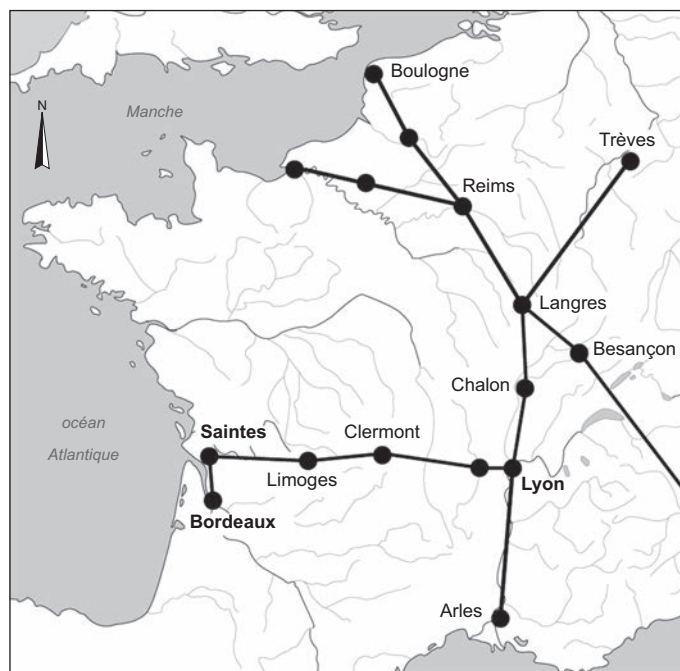 Boulogne
N
Manche
Trèves
Reims
Langres
Besançon
Chalon
océan
Atlantique
Saintes
Clermont
Limoges
Lyon
Bordeaux
Arles